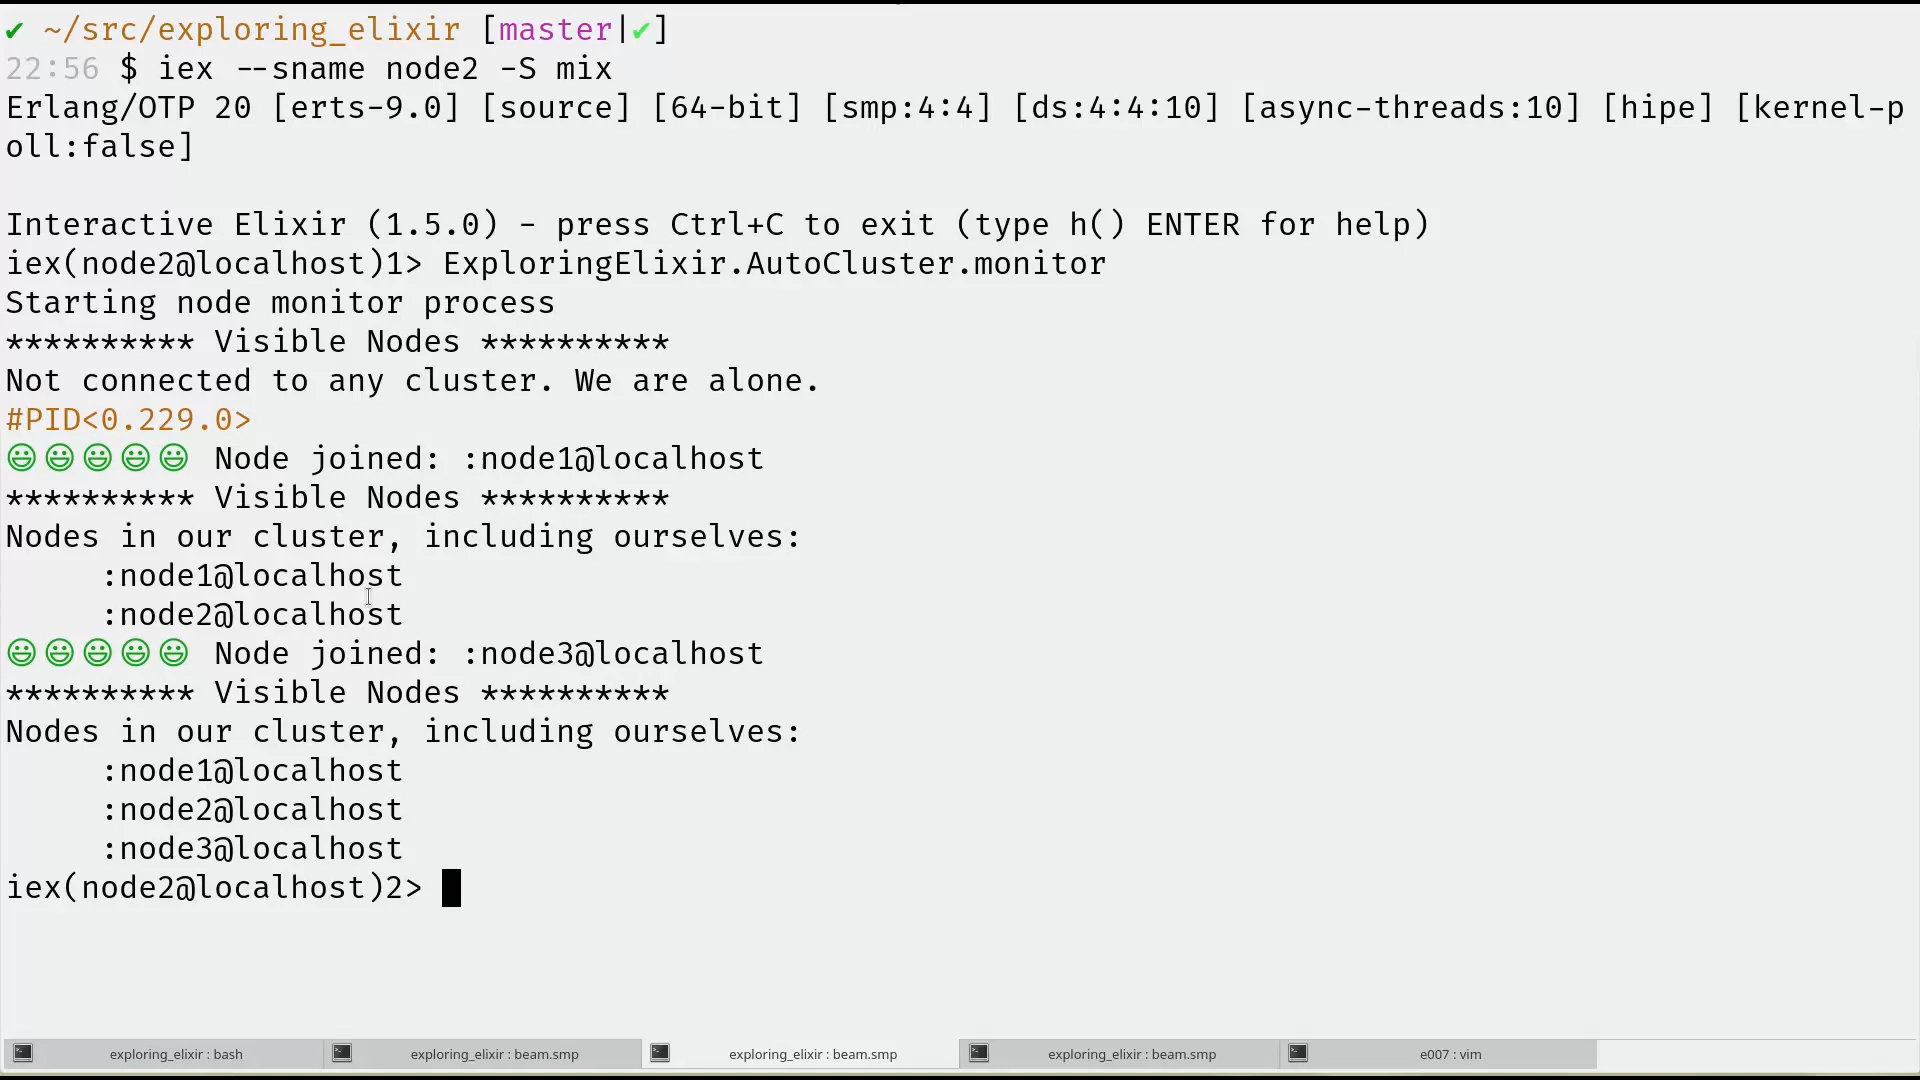 ✔ ~/src/exploring_elixir [master|✔]
22:56 $ iex --sname node2 -S mix
Erlang/OTP 20 [erts-9.0] [source] [64-bit] [smp:4:4] [ds:4:4:10] [async-threads:10] [hipe] [kernel-p
oll:false]
Interactive Elixir (1.5.0) - press Ctrl+C to exit (type h() ENTER for help)
iex(node2@localhost)1> ExploringElixir.AutoCluster.monitor
Starting node monitor process
********** Visible Nodes **********
Not connected to any cluster. We are alone.
#PID<0.229.0>
😃😃😃😃😃 Node joined: :node1@localhost
********** Visible Nodes **********
Nodes in our cluster, including ourselves:
:node1@localhost
:node2@localhost
😃😃😃😃😃 Node joined: :node3@localhost
********** Visible Nodes **********
Nodes in our cluster, including ourselves:
:node1@localhost
:node2@localhost
:node3@localhost
iex(node2@localhost)2>
exploring_elixir : bash
exploring_elixir : beam.smp
exploring_elixir : beam.smp
exploring_elixir : beam.smp
e007 : vim